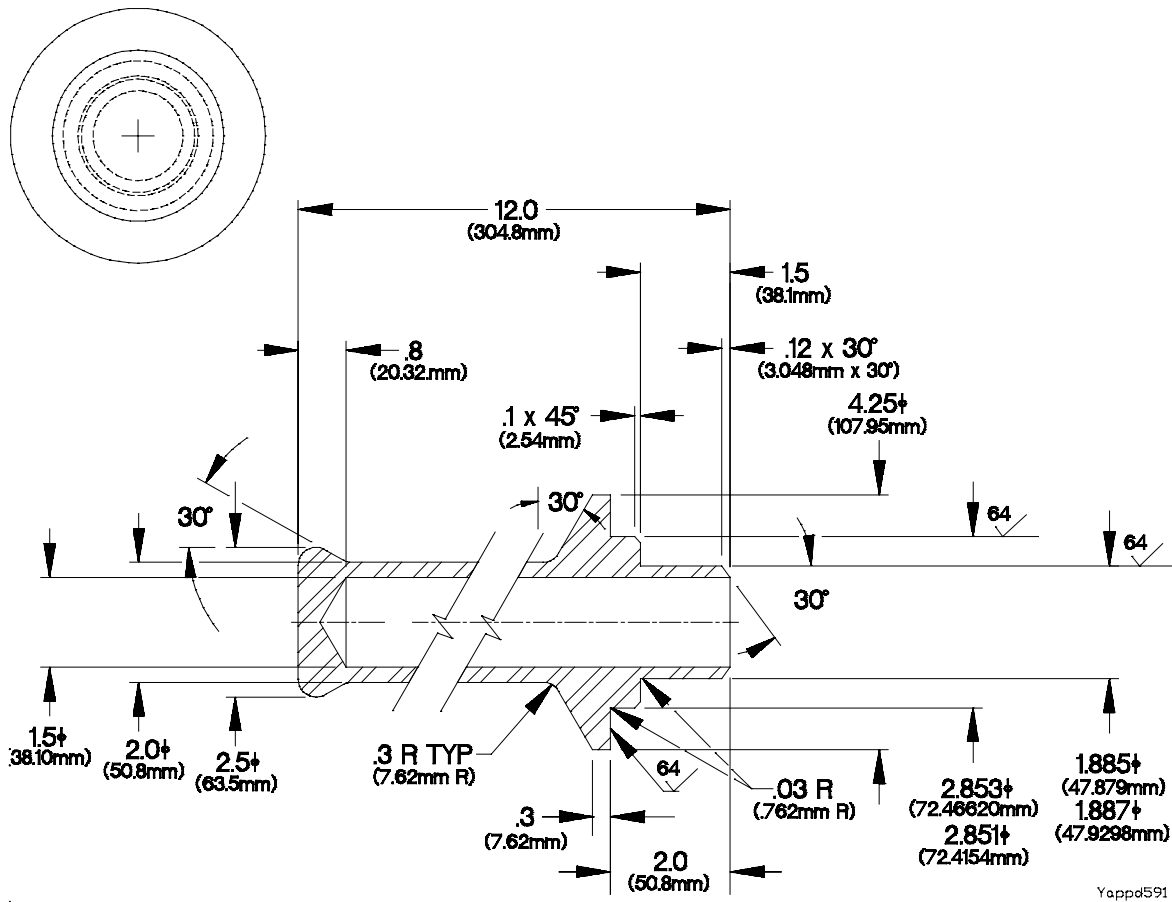 12.0
(304.8mm)
1.5
(38.1mm)
.8
(20.32.mm)
.12 x 30°
(3.048mm x 30°)
4.25ϕ
(107.95mm)
.1 x 45°
(2.54mm)
30°
30°
64
64
30°
.3 R TYP
(7.62mm R)
64
.03 R
(.762mm R)
1.5ϕ
38.10mm)
2.0ϕ
(50.8mm)
2.5ϕ
(63.5mm)
.3
(7.62mm)
2.0
(50.8mm)
2.853ϕ
(72.46620mm)
2.851ϕ
(72.4154mm)
1.885ϕ
(47.879mm)
1.887ϕ
(47.9298mm)
Yappd591